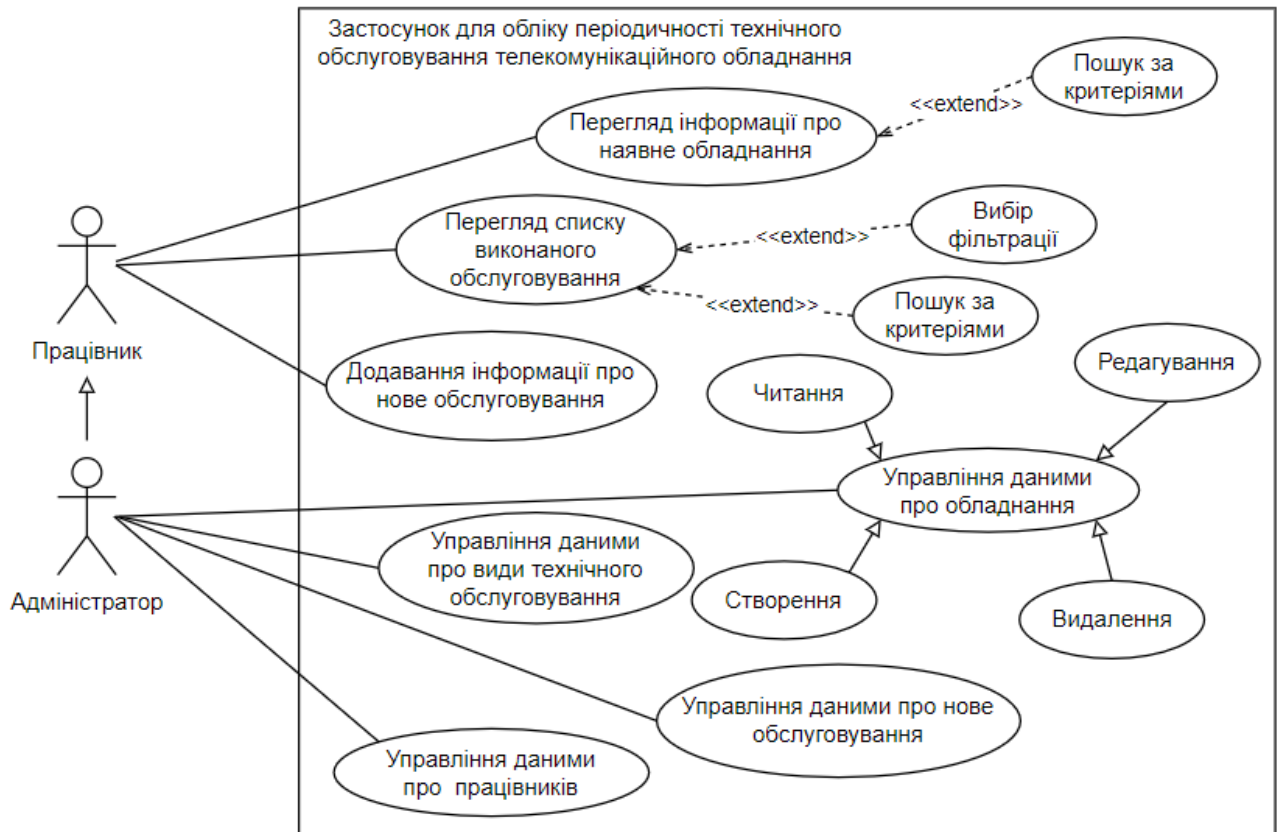 Застосунок для обліку періодичності технічного
обслуговування телекомунікаційного обладнання
Пошук за
критеріями
<<extend>>
Перегляд інформації про
наявне обладнання
Перегляд списку
виконаного
обслуговування
<<extend>>
Вибір
фільтрації
<<extend>>
Пошук за
критеріями
Працівник
Додавання інформації про
нове обслуговування
Читання
Редагування
Управління даними
про обладнання
Адміністратор
Управління даними
про види технічного
обслуговування
Створення
Видалення
Управління даними про нове
обслуговування
Управління даними
про працівників